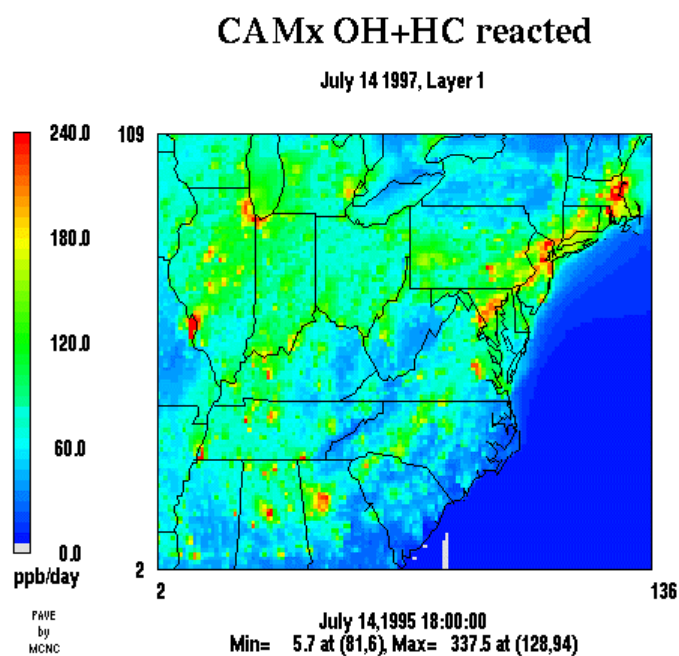 CAMx OH+HC reacted
July 14 1997, Layer 1
240.0
180.0
120.0
60.0
0.0
ppb/day
PAVE
by
MCNC
109
2
2
136
July 14,1995 18:00:00
Min= 5.7 at (81,6), Max= 337.5 at (128,94)